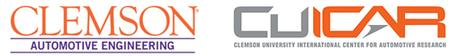 CLEMSON®
AUTOMOTIVE ENGINEERING
CUICAR
CLEMSON UNIVERSITY INTERNATIONAL CENTER FOR AUTOMOTIVE RESEARCH